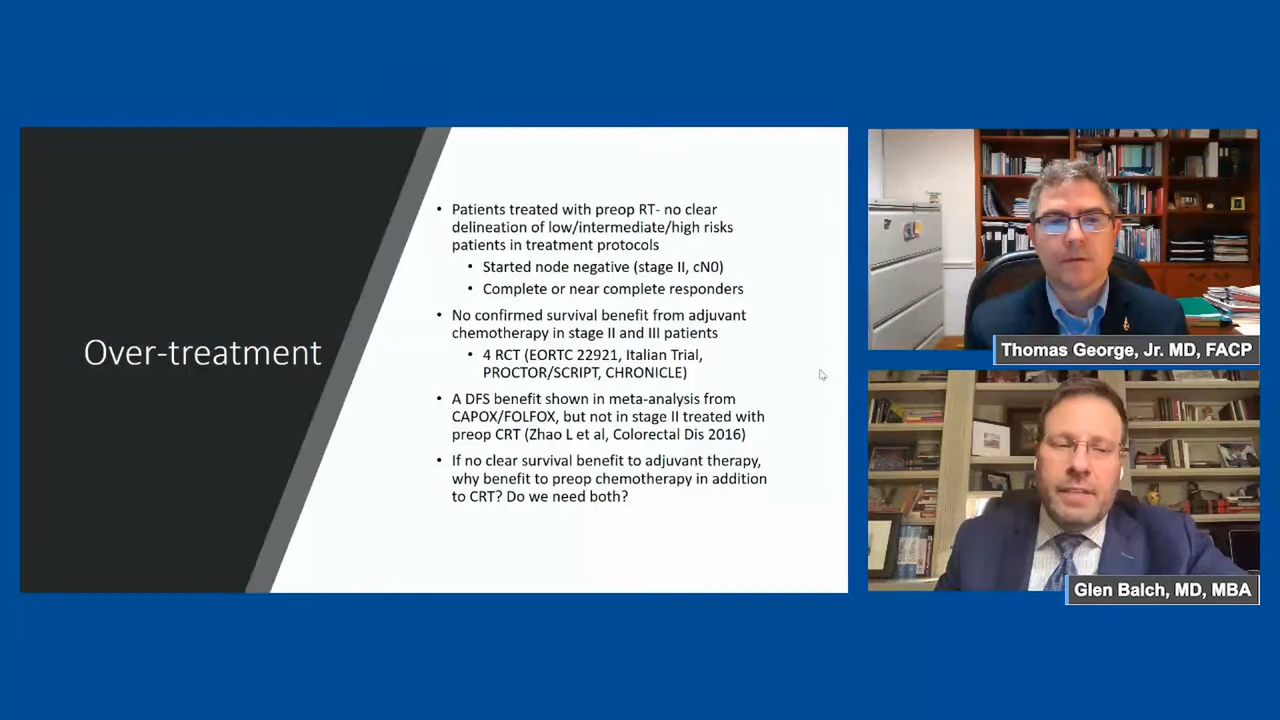 Over-treatment
• Patients treated with preop RT- no clear
delineation of low/intermediate/high risks
patients in treatment protocols
• Started node negative (stage II, cN0)
• Complete or near complete responders
• No confirmed survival benefit from adjuvant
chemotherapy in stage II and III patients
• 4 RCT (EORTC 22921, Italian Trial,
PROCTOR/SCRIPT, CHRONICLE)
• A DFS benefit shown in meta-analysis from
CAPOX/FOLFOX, but not in stage II treated with
preop CRT (Zhao L et al, Colorectal Dis 2016)
• If no clear survival benefit to adjuvant therapy,
why benefit to preop chemotherapy in addition
to CRT? Do we need both?
Thomas George, Jr. MD, FACP
Glen Balch, MD, MBA